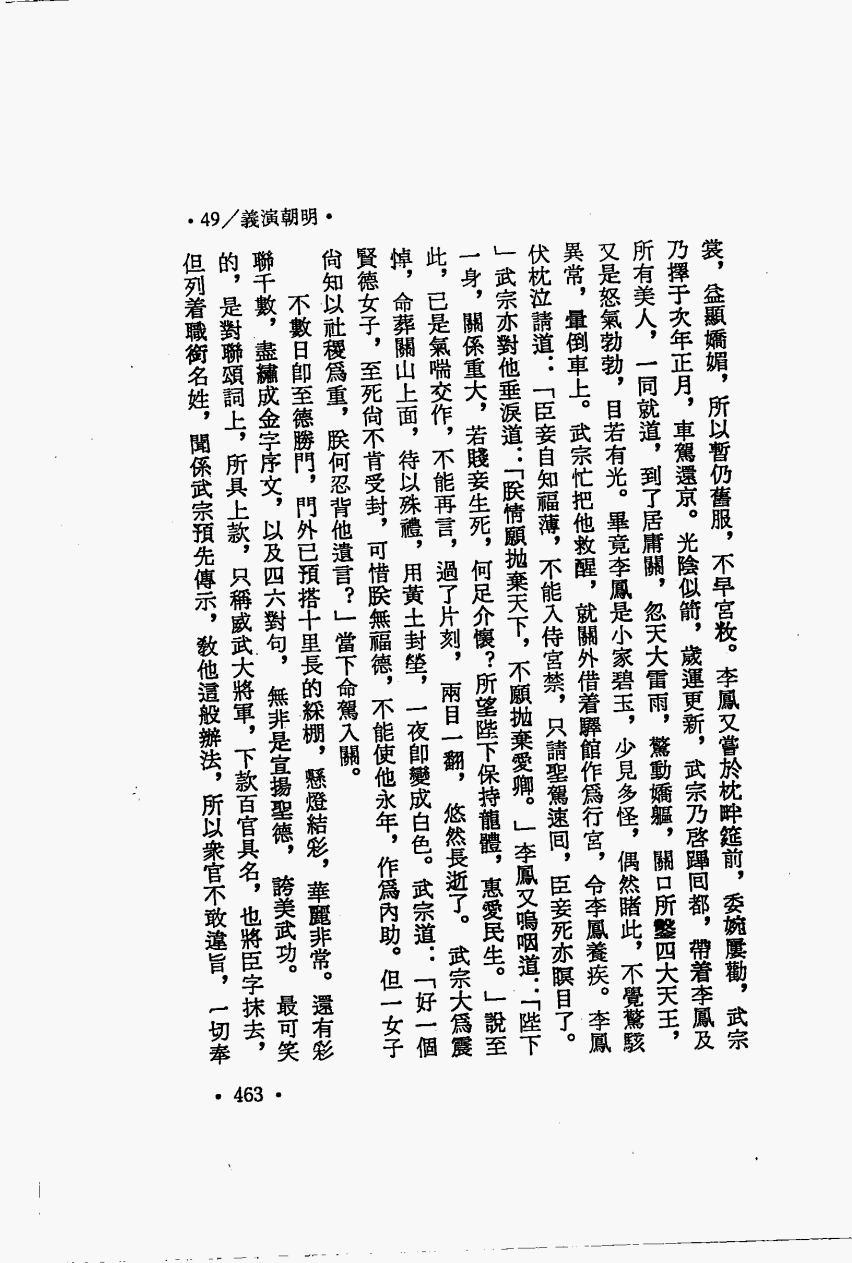 •49／義演朝明•
裳，益顯嬌媚，所以暫仍舊服，不早宮敉。李鳳又嘗於枕畔筵前，委婉屢勸，武宗
乃擇于次年正月，車駕還京。光陰似箭，歲運更新，武宗乃啓蹕囘都，帶着李鳳及
所有美人，一同就道，到了居庸關，忽天大雷雨，驚動嬌軀，關口所鑿四大天王，
又是怒氣勃勃，目若有光。畢竟李鳳是小家碧玉，少見多怪，偶然睹此，不覺驚駭
異常，暈倒車上。武宗忙把他救醒，就關外借着驛館作爲行宮，令李鳳養疾。李鳳
伏枕泣請道：「臣妾自知福薄，不能入侍宮禁，只請聖駕速囘，臣妾死亦瞑目了。
」武宗亦對他垂淚道：「朕情願拋棄天下，不願拋棄愛卿。」李鳳又嗚咽道：「陛下
一身，關係重大，若賤妾生死，何足介懷？所望陛下保持龍體，惠愛民生。」說至
此，已是氣喘交作，不能再言，過了片刻，兩目一翻，悠然長逝了。武宗大爲震
悼，命葬關山上面，待以殊禮，用黃土封塋，一夜卽變成白色。武宗道：「好一個
賢德女子，至死尙不肯受封，可惜朕無福德，不能使他永年，作爲內助。但一女子
尙知以社稷爲重，朕何忍背他遺言？」當下命駕入關。
不數日卽至德勝門，門外已預搭十里長的綵棚，懸燈結彩，華麗非常。還有彩
聯千數，盡繡成金字序文，以及四六對句，無非是宣揚聖德，誇美武功。最可笑
的，是對聯頌詞上，所具上款，只稱威武大將軍，下款百官具名，也將臣字抹去，
但列着職銜名姓，聞係武宗預先傳示，敎他這般辦法，所以衆官不敢違旨，一切奉
•463•